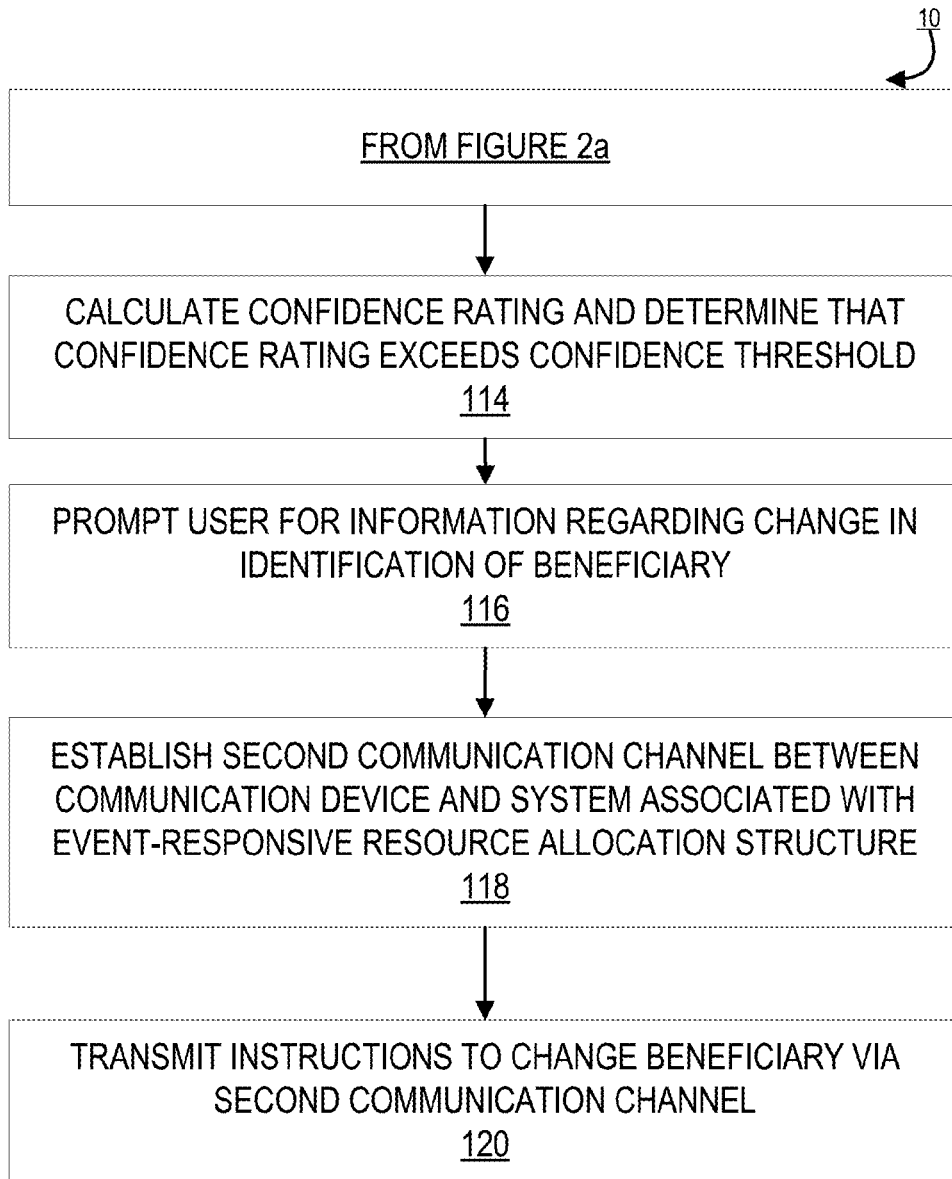 10
FROM FIGURE 2a
CALCULATE CONFIDENCE RATING AND DETERMINE THAT
CONFIDENCE RATING EXCEEDS CONFIDENCE THRESHOLD
114
PROMPT USER FOR INFORMATION REGARDING CHANGE IN
IDENTIFICATION OF BENEFICIARY
116
ESTABLISH SECOND COMMUNICATION CHANNEL BETWEEN
COMMUNICATION DEVICE AND SYSTEM ASSOCIATED WITH
EVENT-RESPONSIVE RESOURCE ALLOCATION STRUCTURE
118
TRANSMIT INSTRUCTIONS TO CHANGE BENEFICIARY VIA
SECOND COMMUNICATION CHANNEL
120